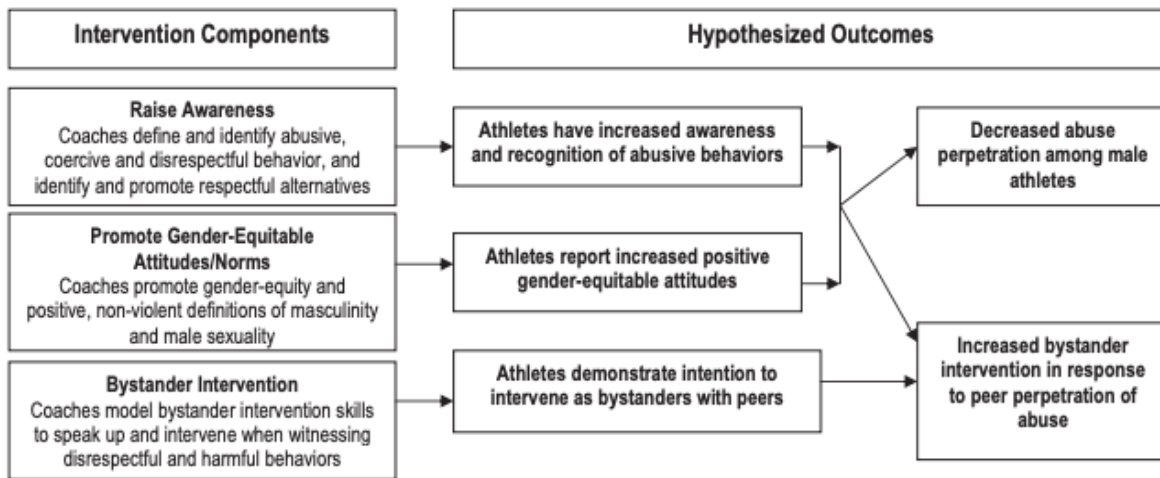 Intervention Components
Hypothesized Outcomes
Raise Awareness
Coaches define and identify abusive,
coercive and disrespectful behavior, and
identify and promote respectful alternatives
Athletes have increased awareness
and recognition of abusive behaviors
Decreased abuse
perpetration among male
athletes
Promote Gender-Equitable
Attitudes/Norms
Coaches promote gender-equity and
positive, non-violent definitions of masculinity
and male sexuality
Athletes report increased positive
gender-equitable attitudes
Bystander Intervention
Coaches model bystander intervention skills
to speak up and intervene when witnessing
disrespectful and harmful behaviors
Athletes demonstrate intention to
intervene as bystanders with peers
Increased bystander
intervention in response
to peer perpetration of
abuse